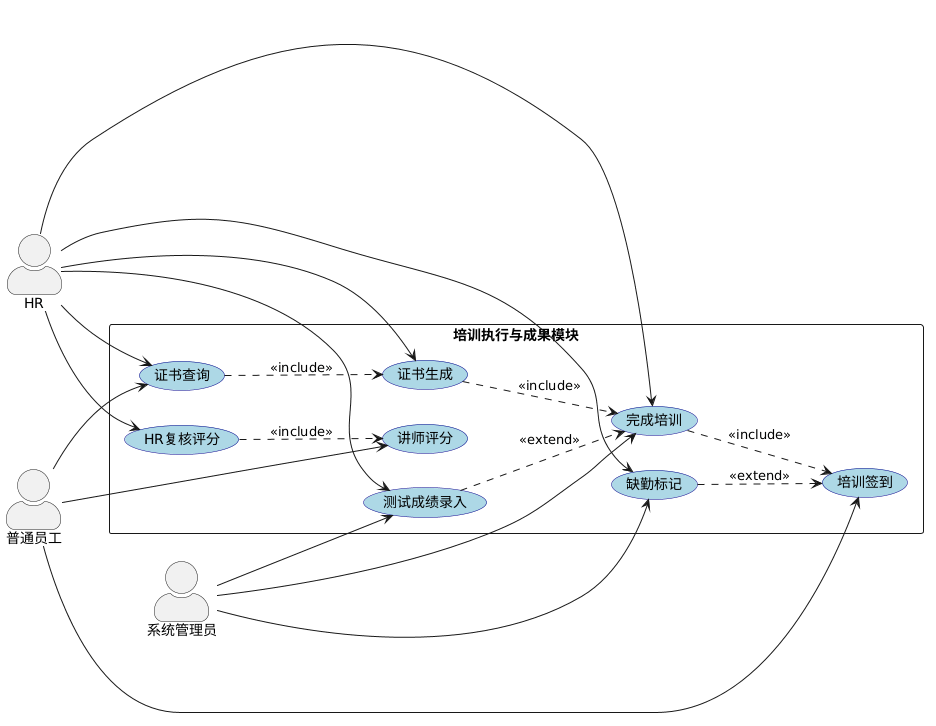 HR
培训执行与成果模块
证书查询
«include»
证书生成
«include»
HR复核评分
«include»
讲师评分
完成培训
«include»
«extend»
测试成绩录入
缺勤标记
«extend»
培训签到
普通员工
系统管理员